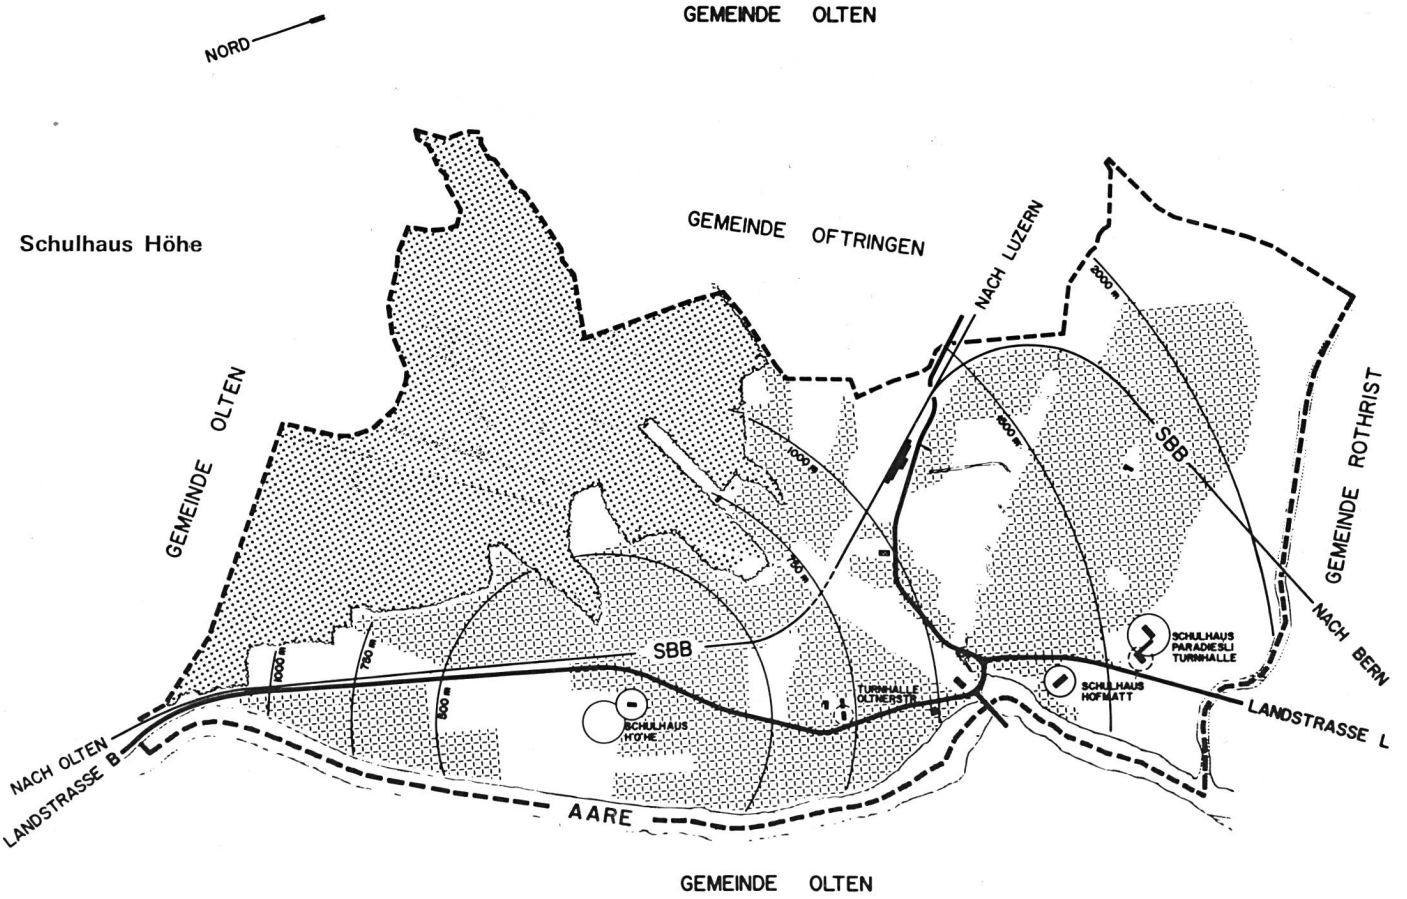 GEMEINDE OLTEN
NORD
Schulhaus Höhe
GEMEINDE OFTRINGEN
NACH LUZERN
2000 m
GEMEINDE OLTEN
GEMEINDE ROTHRIST
1500 m
SBB
1000 m
750 m
1000 m
750 m
500 m
SBB
NACH BERN
SCHULHAUS
PARADIESLI
TURNHALLE
SCHULHAUS
HOFMATT
TURNHALLE
OLTNERSTR.
SCHULHAUS
HÖHE
LANDSTRASSE L
NACH OLTEN
LANDSTRASSE B
AARE
GEMEINDE OLTEN